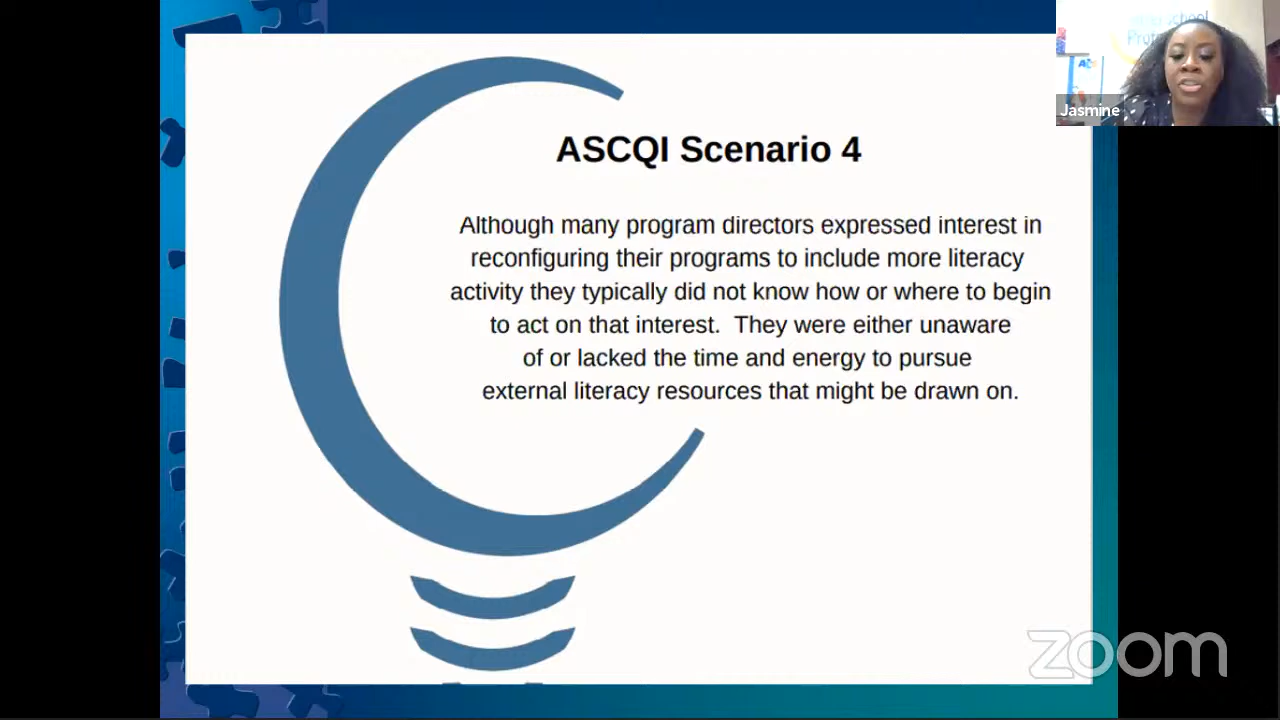 ASCQI Scenario 4
Although many program directors expressed interest in
reconfiguring their programs to include more literacy
activity they typically did not know how or where to begin
to act on that interest.  They were either unaware
of or lacked the time and energy to pursue
external literacy resources that might be drawn on.
Jasmine
zoom